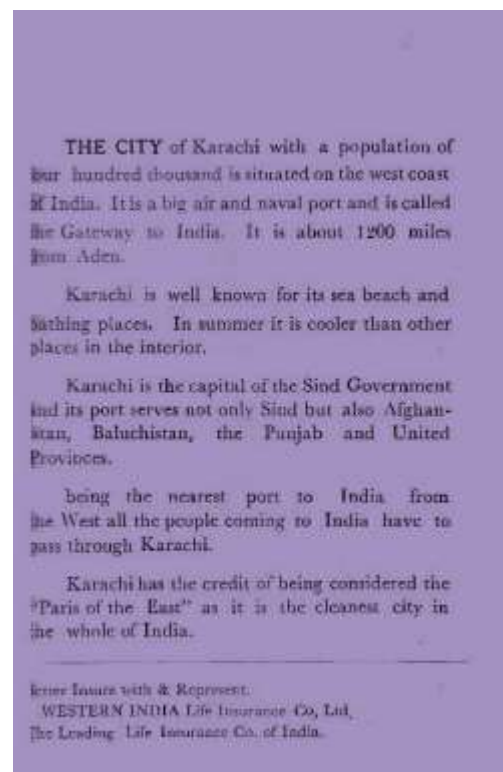 THE CITY of Karachi with a population of
four hundred thousand is situated on the west coast
of India. It is a big air and naval port and is called
the Gateway to India. It is about 1200 miles
from Aden.
Karachi is well known for its sea beach and
bathing places. In summer it is cooler than other
places in the interior.
Karachi is the capital of the Sind Government
and its port serves not only Sind but also Afghan-
istan, Baluchistan, the Punjab and United
Provinces.
being the nearest port to India from
the West all the people coming to India have to
pass through Karachi.
Karachi has the credit of being considered the
"Paris of the East" as it is the cleanest city in
the whole of India.
Insure with & Represent.
WESTERN INDIA Life Insurance Co, Ltd,
The Leading Life Insurance Co. of India.